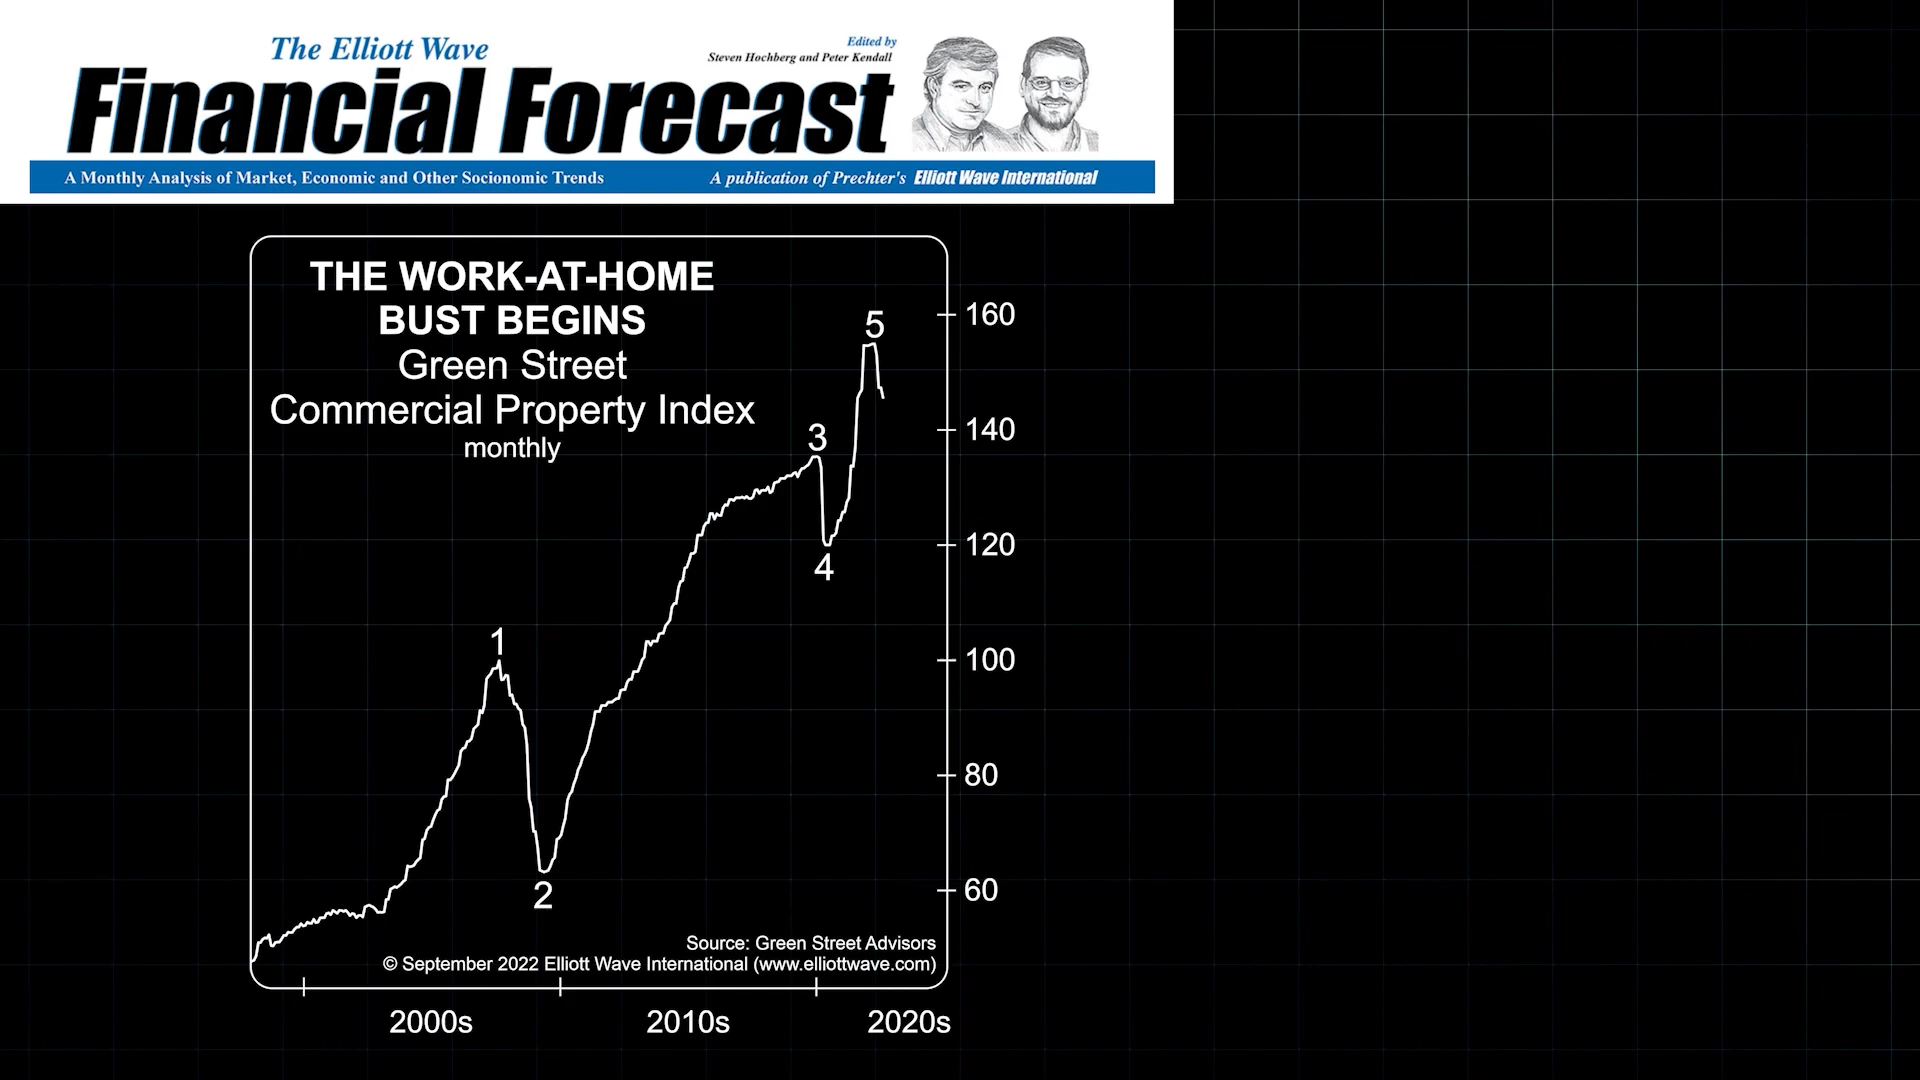 The Elliott Wave
Edited by
Steven Hochberg and Peter Kendall
Financial Forecast
A Monthly Analysis of Market, Economic and Other Socionomic Trends
A publication of Prechter's Elliott Wave International
THE WORK-AT-HOME
BUST BEGINS
Green Street
Commercial Property Index
monthly
1
2
3
4
5
160
140
120
100
80
60
Source: Green Street Advisors
© September 2022 Elliott Wave International (www.elliottwave.com)
2000s
2010s
2020s